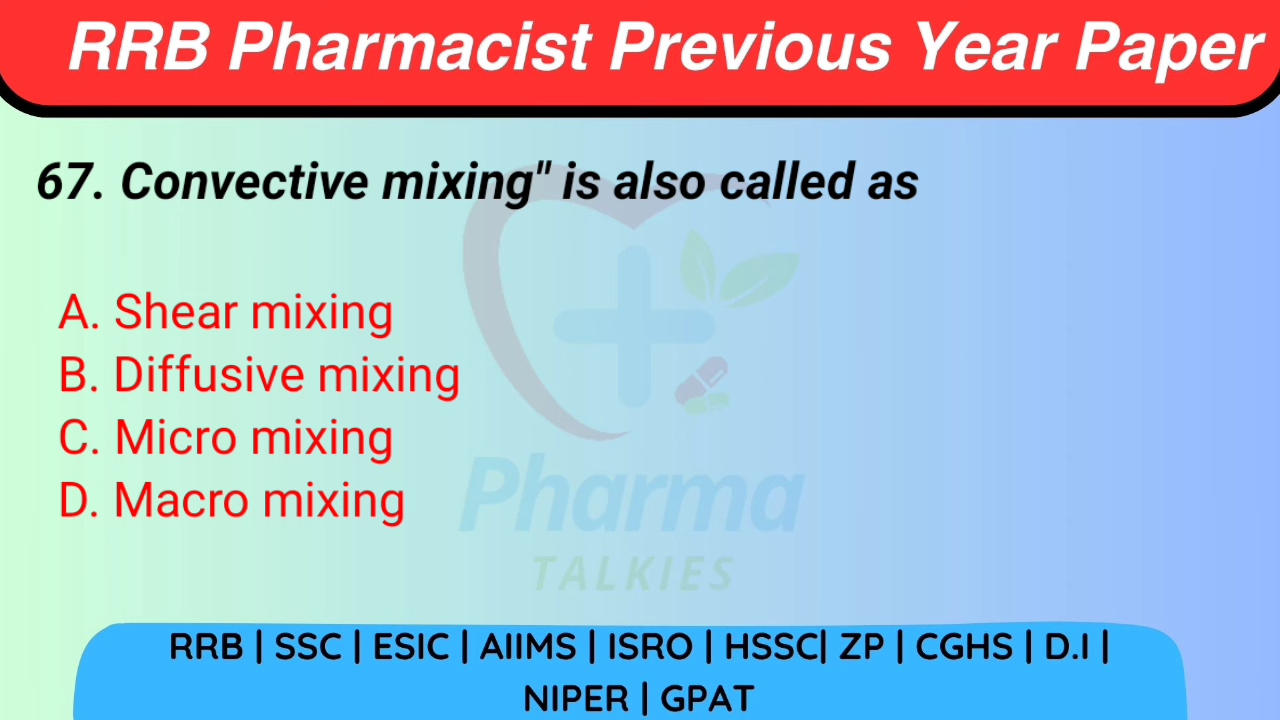 RRB Pharmacist Previous Year Paper
67. Convective mixing" is also called as
A. Shear mixing
B. Diffusive mixing
C. Micro mixing
D. Macro mixing
Pharma
TALKIES
RRB | SSC | ESIC | AIIMS | ISRO | HSSC| ZP | CGHS | D.I |
NIPER | GPAT